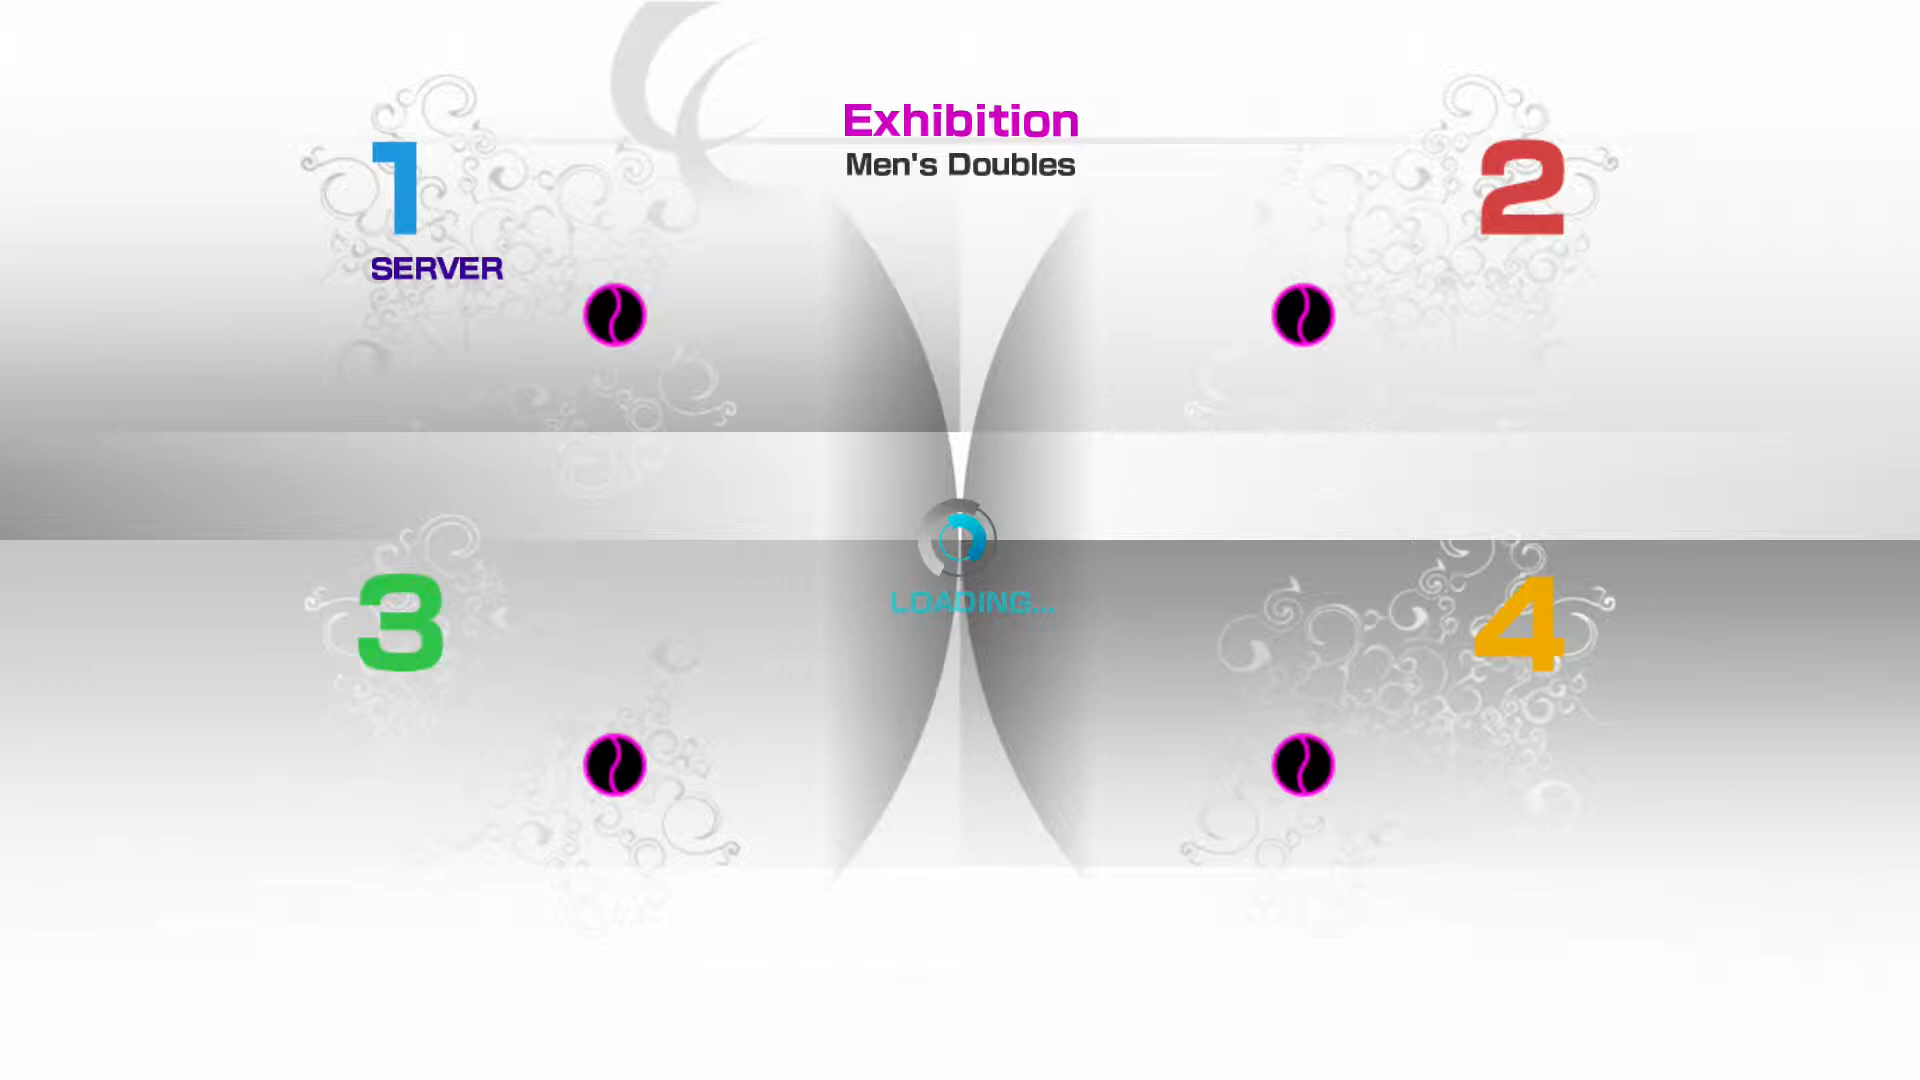 Exhibition
Men's Doubles
1
2
SERVER
LOADING...
3
4